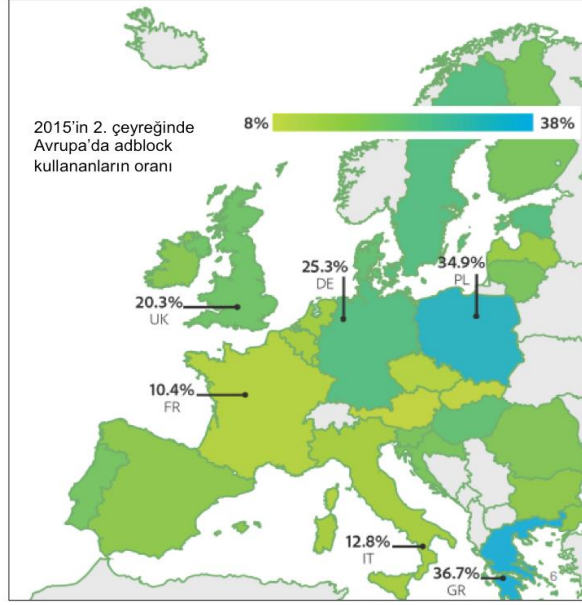 2015’in 2. çeyreğinde
Avrupa’da adblock
kullananların oranı
8%
38%
25.3%
DE
34.9%
PL
20.3%
UK
10.4%
FR
12.8%
IT
36.7%
GR
6